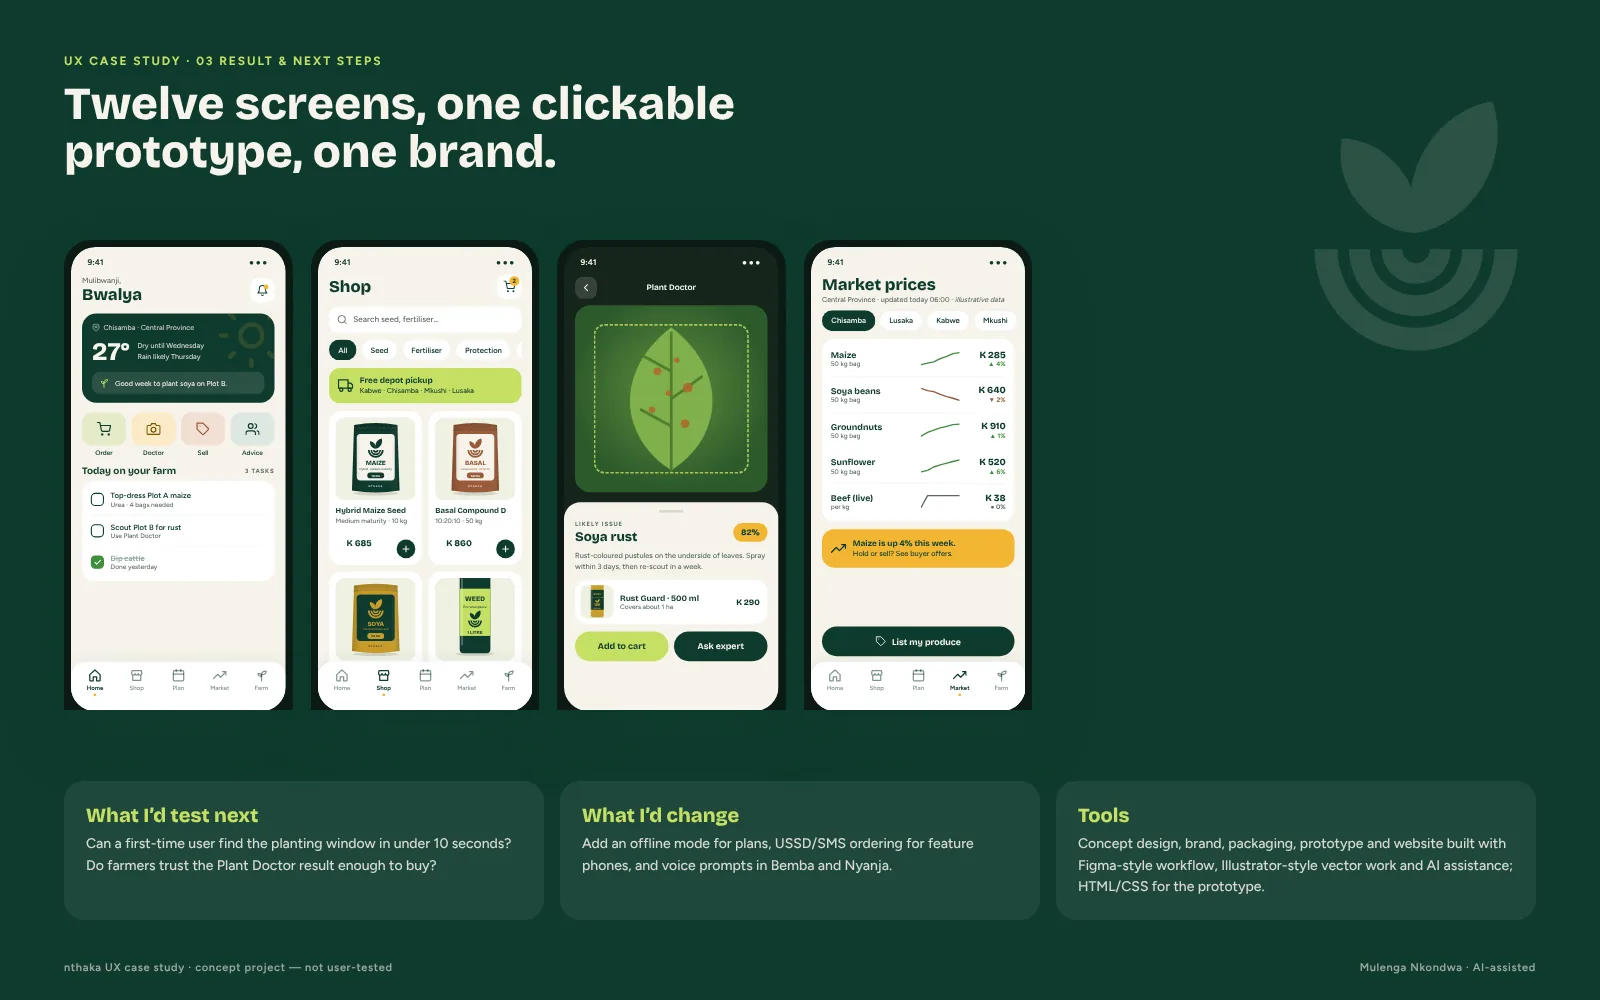 UX CASE STUDY · 03 RESULT & NEXT STEPS
Twelve screens, one clickable
prototype, one brand.
9:41
Mulibwanji,
Bwalya
Chisamba · Central Province
27°
Dry until Wednesday
Rain likely Thursday
Good week to plant soya on Plot B.
Order
Doctor
Sell
Advice
Today on your farm
3 TASKS
Top-dress Plot A maize
Urea · 4 bags needed
Scout Plot B for rust
Use Plant Doctor
Dip cattle
Done yesterday
Home
Shop
Plan
Market
Farm
9:41
Shop
2
Search seed, fertiliser...
All
Seed
Fertiliser
Protection
Free depot pickup
Kabwe · Chisamba · Mkushi · Lusaka
MAIZE
BASAL
Hybrid Maize Seed
Medium maturity · 10 kg
K 685
Basal Compound D
10:20:10 · 50 kg
K 860
SOYA
WEED
1 LITRE
Home
Shop
Plan
Market
Farm
9:41
Plant Doctor
LIKELY ISSUE
Soya rust
82%
Rust-coloured pustules on the underside of leaves. Spray
within 3 days, then re-scout in a week.
Rust Guard · 500 ml
Covers about 1 ha
K 290
Add to cart
Ask expert
9:41
Market prices
Central Province · updated today 06:00 · illustrative data
Chisamba
Lusaka
Kabwe
Mkushi
Maize
50 kg bag
K 285
▲ 4%
Soya beans
50 kg bag
K 640
▼ 2%
Groundnuts
50 kg bag
K 910
▲ 1%
Sunflower
50 kg bag
K 520
▲ 6%
Beef (live)
per kg
K 38
● 0%
Maize is up 4% this week.
Hold or sell? See buyer offers.
List my produce
Home
Shop
Plan
Market
Farm
What I’d test next
Can a first-time user find the planting window in under 10 seconds?
Do farmers trust the Plant Doctor result enough to buy?
What I’d change
Add an offline mode for plans, USSD/SMS ordering for feature
phones, and voice prompts in Bemba and Nyanja.
Tools
Concept design, brand, packaging, prototype and website built with
Figma-style workflow, Illustrator-style vector work and AI assistance;
HTML/CSS for the prototype.
nthaka UX case study · concept project — not user-tested
Mulenga Nkondwa · AI-assisted